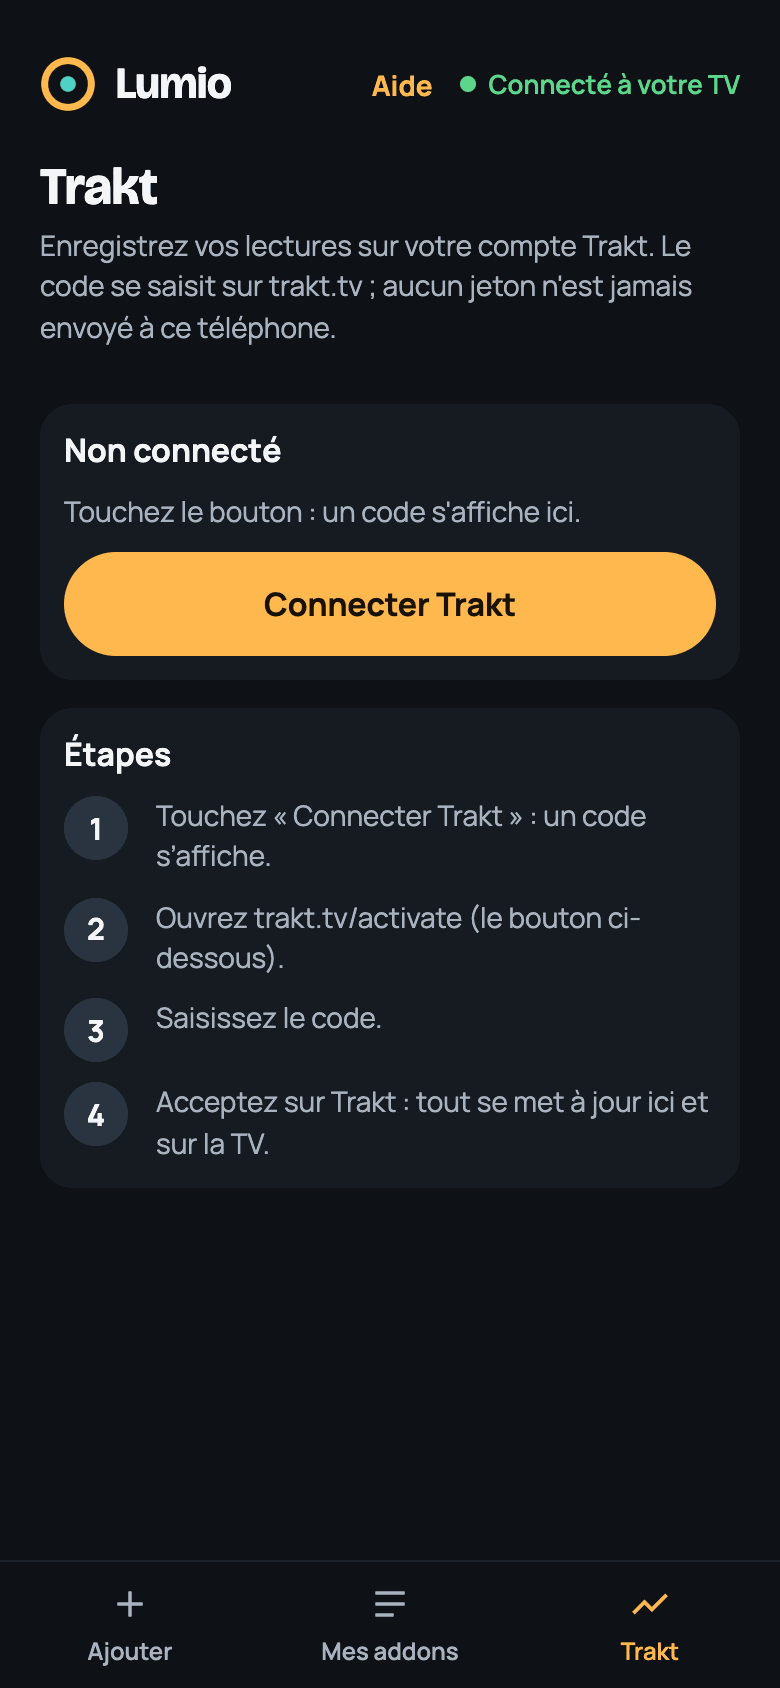 Lumio
Aide
Connecté à votre TV
Trakt
Enregistrez vos lectures sur votre compte Trakt. Le
code se saisit sur trakt.tv ; aucun jeton n'est jamais
envoyé à ce téléphone.
Non connecté
Touchez le bouton : un code s'affiche ici.
Connecter Trakt
Étapes
1 Touchez « Connecter Trakt » : un code
s’affiche.
2 Ouvrez trakt.tv/activate (le bouton ci-
dessous).
3 Saisissez le code.
4 Acceptez sur Trakt : tout se met à jour ici et
sur la TV.
Ajouter
Mes addons
Trakt